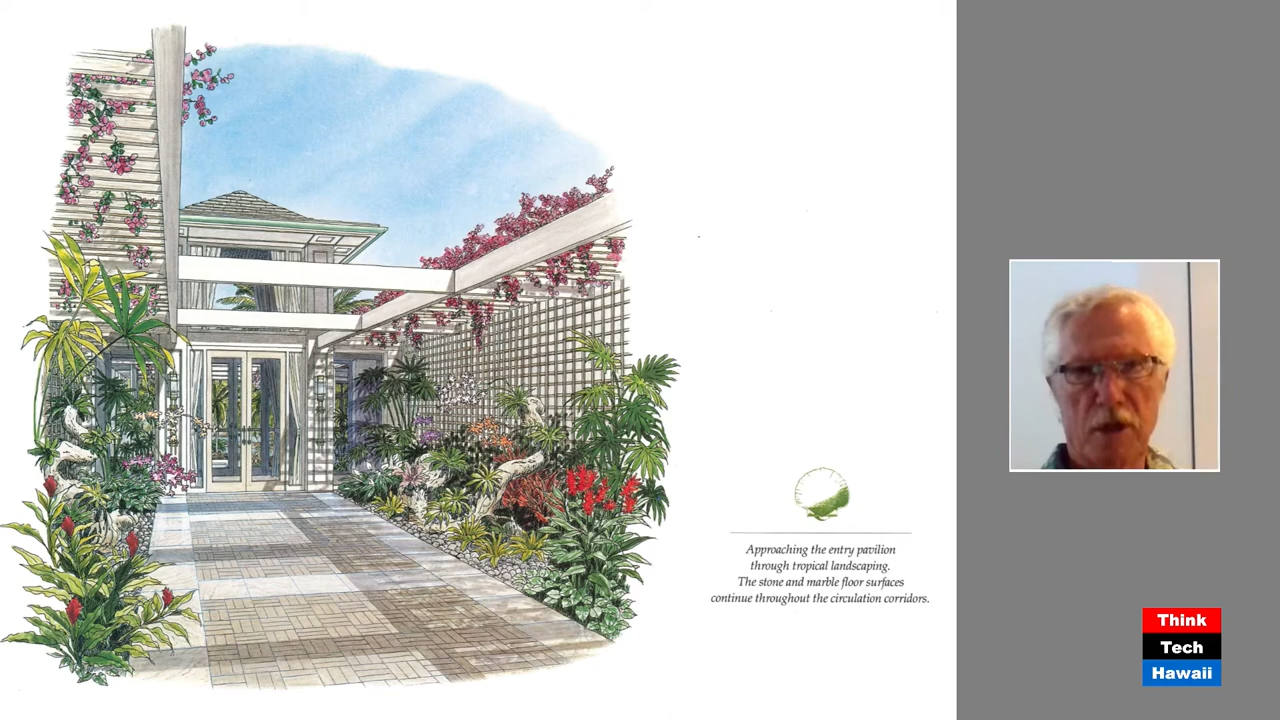 Approaching the entry pavilion
through tropical landscaping.
The stone and marble floor surfaces
continue throughout the circulation corridors.
Think
Tech
Hawaii